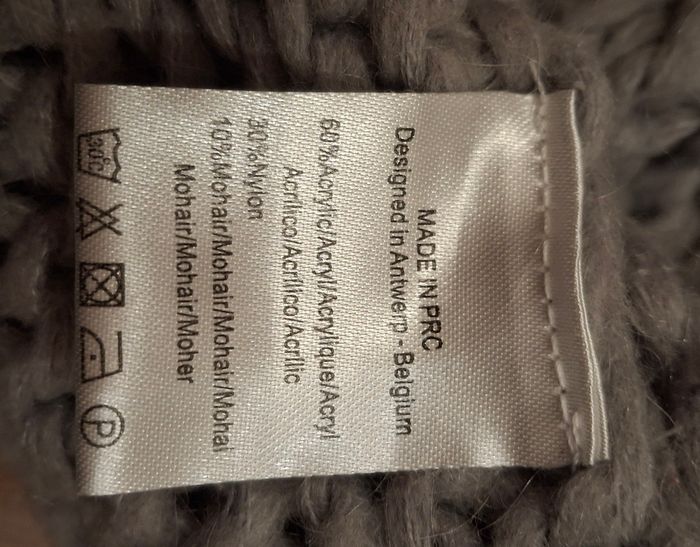 MADE IN PRC
Designed in Antwerp - Belgium
60%Acrylic/Acryl/Acrylique/Acryl
Acrílico/Acrilico/Acrilic
30%Nylon
10%Mohair/Mohair/Mohair/Mohai
Mohair/Mohair/Moher
30°c
P